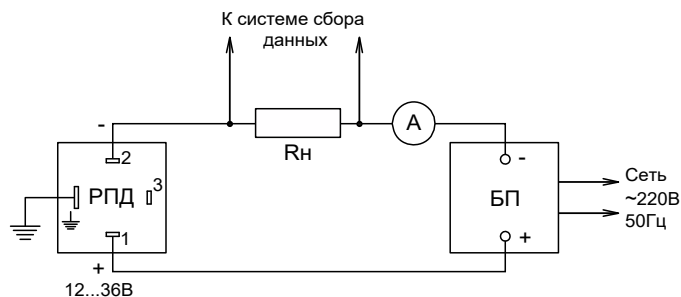 К системе сбора
данных
Rн
A
-
2
РПД
3
1
+
12...36В
БП
-
+
Сеть
~220В
50Гц